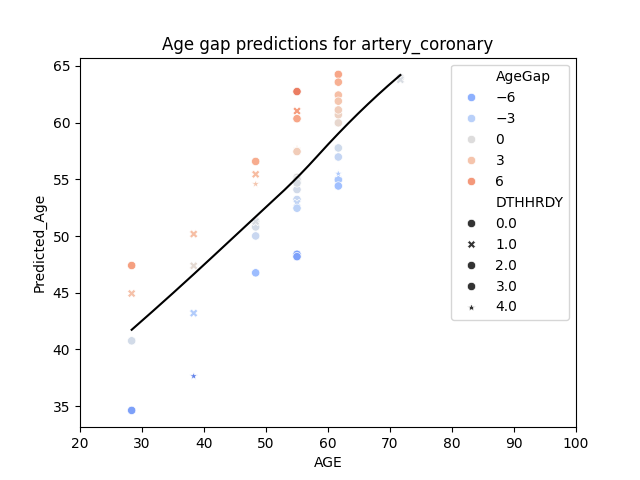 Age gap predictions for artery_coronary
Predicted_Age
65
60
55
50
45
40
35
20 30 40 50 60 70 80 90 100
AGE
AgeGap
−6
−3
0
3
6
DTHHRDY
0.0
1.0
2.0
3.0
4.0